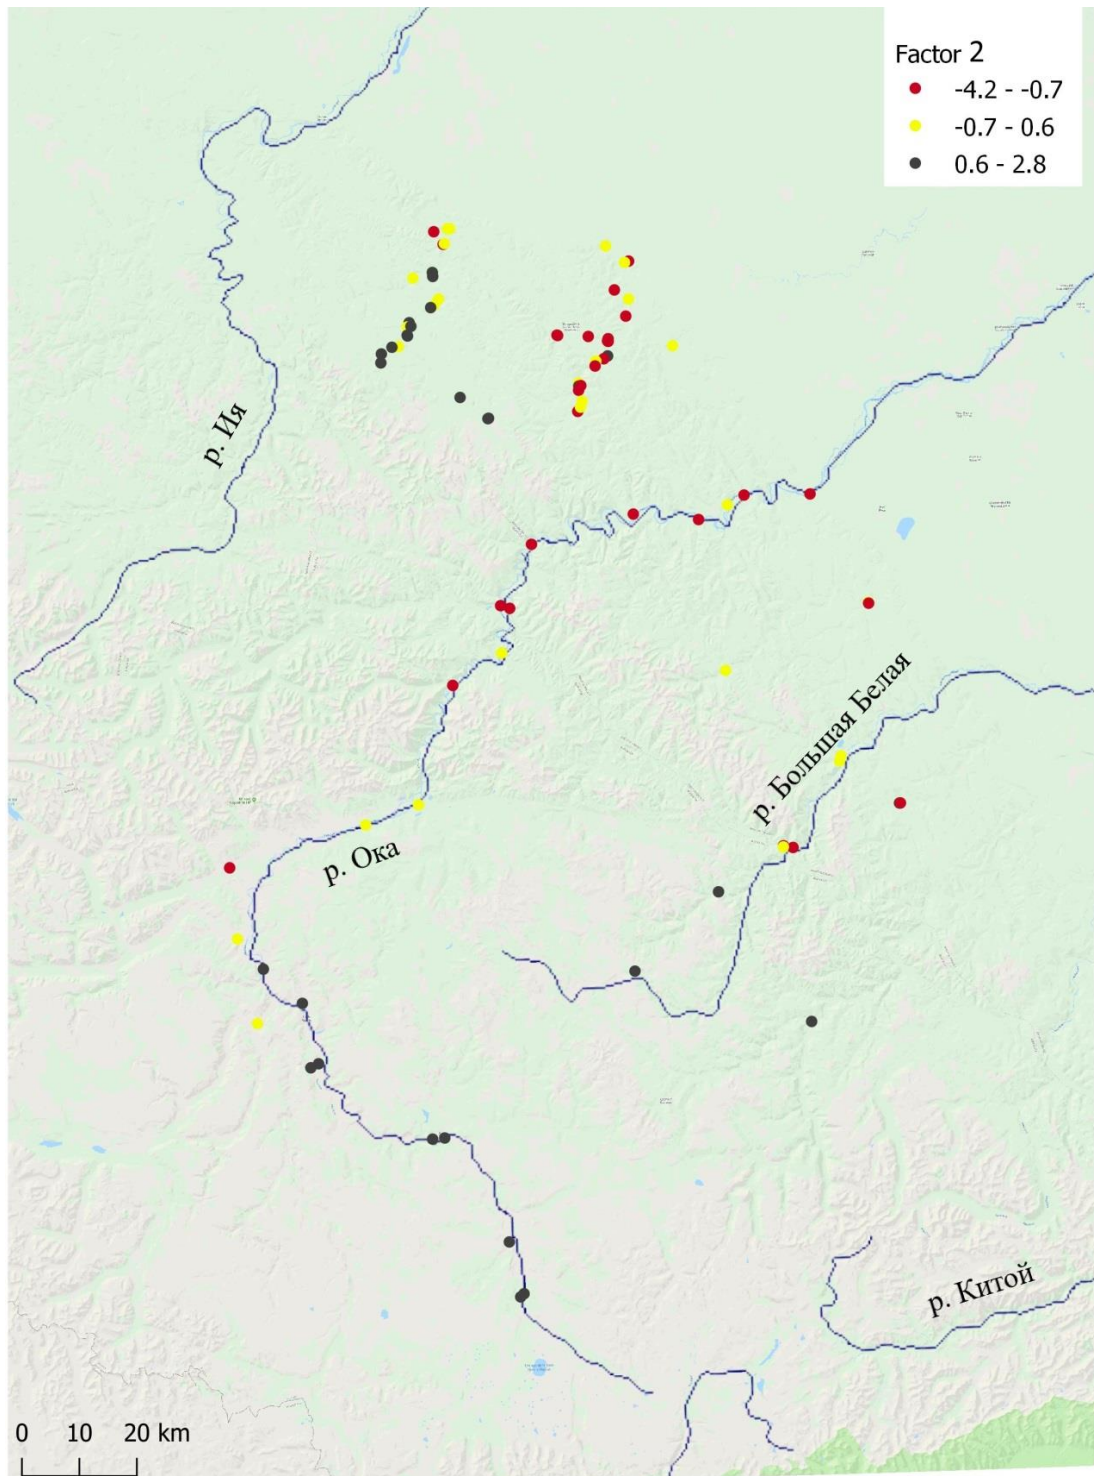 Factor 2
-4.2 - -0.7
-0.7 - 0.6
0.6 - 2.8
р. Ия
р. Большая Белая
р. Ока
р. Китой
0 10 20 km